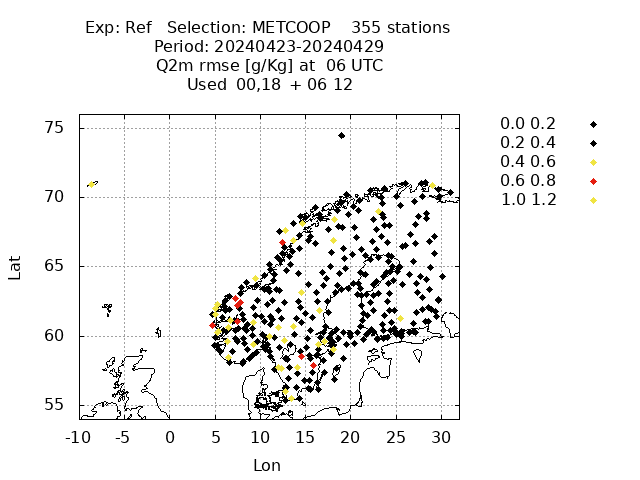 Exp: Ref   Selection: METCOOP    355 stations
Period: 20240423-20240429
Q2m rmse [g/Kg] at  06 UTC
Used  00,18  + 06 12
0.0 0.2
0.2 0.4
0.4 0.6
0.6 0.8
1.0 1.2
75
70
65
60
55
Lat
-10 -5 0 5 10 15 20 25 30
Lon